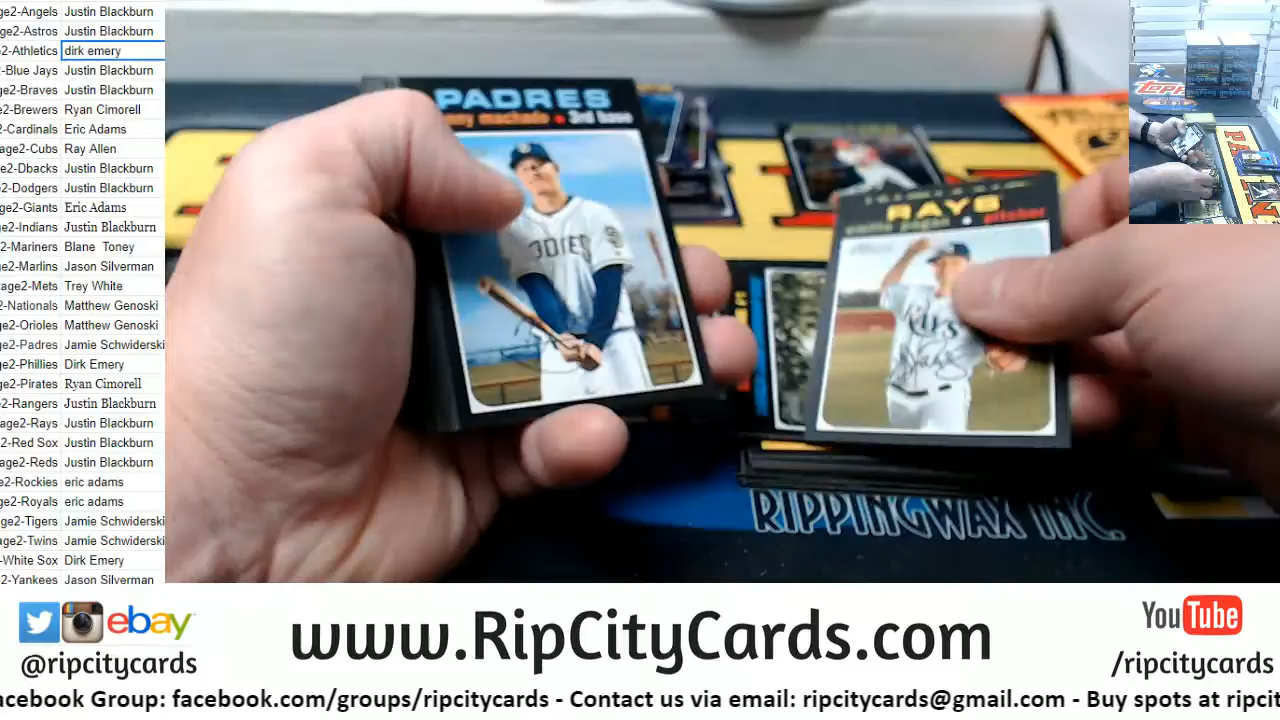 ge2-Angels Justin Blackburn
ge2-Astros Justin Blackburn
e2-Athletics dirk emery
2-Blue Jays Justin Blackburn
ge2-Braves Justin Blackburn
e2-Brewers Ryan Cimorell
2-Cardinals Eric Adams
age2-Cubs Ray Allen
ge2-Dbacks Justin Blackburn
e2-Dodgers Justin Blackburn
ge2-Giants Eric Adams
ge2-Indians Justin Blackburn
e2-Mariners Blane Toney
e2-Marlins Jason Silverman
age2-Mets Trey White
2-Nationals Matthew Genoski
e2-Orioles Matthew Genoski
e2-Padres Jamie Schwiderski
ge2-Phillies Dirk Emery
ge2-Pirates Ryan Cimorell
e2-Rangers Justin Blackburn
age2-Rays Justin Blackburn
2-Red Sox Justin Blackburn
ge2-Reds Justin Blackburn
e2-Rockies eric adams
e2-Royals eric adams
ge2-Tigers Jamie Schwiderski
age2-Twins Jamie Schwiderski
-White Sox Dirk Emery
e2-Yankees Jason Silverman
PADRES
nny machado • 3rd base
RAYS
pitcher
RIPPINGWAX INC.
ebay
@ripcitycards
www.RipCityCards.com
YouTube
/ripcitycards
acebook Group: facebook.com/groups/ripcitycards - Contact us via email: ripcitycards@gmail.com - Buy spots at ripcit